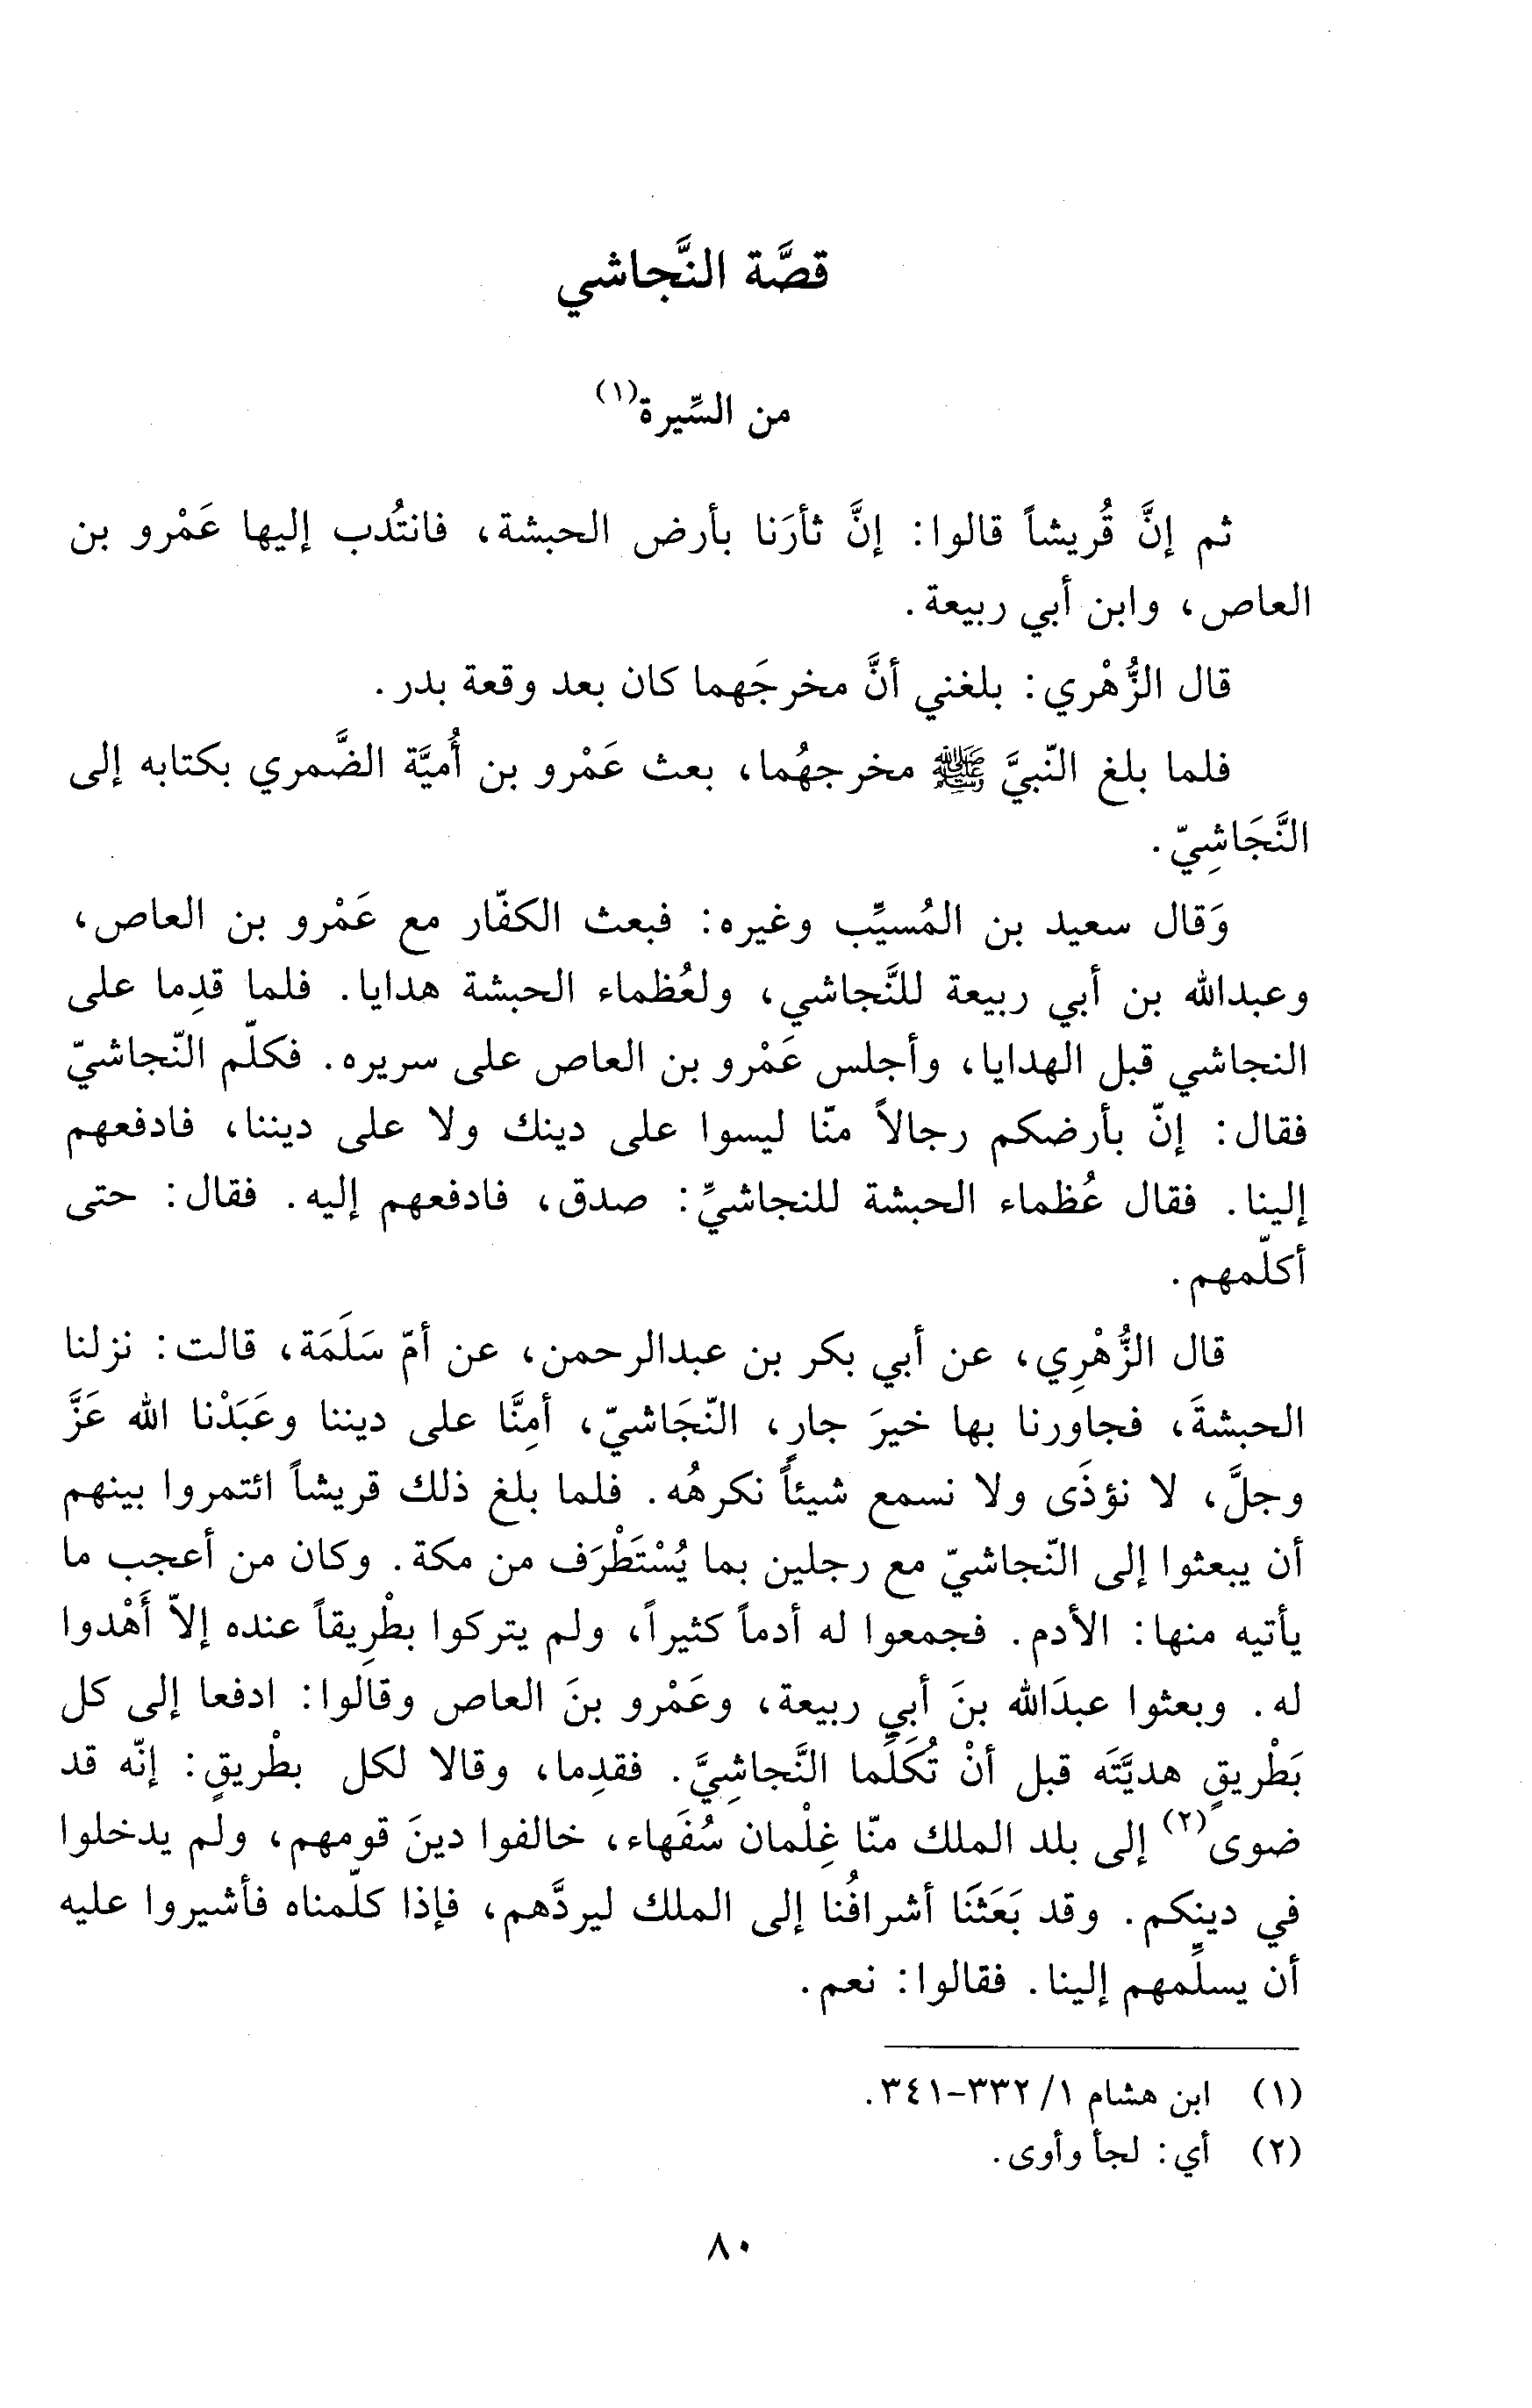 قصَّة النَّجاشي
من السِّيرة(١)
ثم إنَّ قُريشاً قالوا: إنَّ ثأرَنا بأرض الحبشة، فانتُدب إليها عَمْرو بن
العاص، وابن أبي ربيعة.
قال الزُّهْري: بلغني أنَّ مخرجَهما كان بعد وقعة بدر.
فلما بلغ النّبيَّ ﷺ مخرجهُما، بعث عَمْرو بن أُميَّة الضَّمري بكتابه إلى
النَّجَاشِيّ.
وَقال سعيد بن المُسيِّب وغيره: فبعث الكفّار مع عَمْرو بن العاص،
وعبدالله بن أبي ربيعة للنَّجاشي، ولعُظماء الحبشة هدايا. فلما قدِما على
النجاشي قبل الهدايا، وأجلس عَمْرو بن العاص على سريره. فكلّم النّجاشيّ
فقال: إنّ بأرضكم رجالاً منّا ليسوا على دينك ولا على ديننا، فادفعهم
إلينا. فقال عُظماء الحبشة للنجاشيِّ: صدق، فادفعهم إليه. فقال: حتى
أكلّمهم.
قال الزُّهْرِي، عن أبي بكر بن عبدالرحمن، عن أمّ سَلَمَة، قالت: نزلنا
الحبشةَ، فجاورنا بها خيرَ جارٍ، النّجَاشيّ، أمِنَّا على ديننا وعَبَدْنا الله عَزَّ
وجلَّ، لا نؤذَى ولا نسمع شيئاً نكرهُه. فلما بلغ ذلك قريشاً ائتمروا بينهم
أن يبعثوا إلى النّجاشيّ مع رجلين بما يُسْتَطْرَف من مكة. وكان من أعجب ما
يأتيه منها: الأدم. فجمعوا له أدماً كثيراً، ولم يتركوا بطْرِيقاً عنده إلاّ أَهْدوا
له. وبعثوا عبدَالله بنَ أبي ربيعة، وعَمْرو بنَ العاص وقالوا: ادفعا إلى كل
بَطْريقٍ هديَّتَه قبل أنْ تُكَلِّما النَّجاشِيَّ. فقدِما، وقالا لكل بطْريقٍ: إنّه قد
ضوى(٢) إلى بلد الملك منّا غِلْمان سُفَهاء، خالفوا دينَ قومهم، ولم يدخلوا
في دينكم. وقد بَعَثَنَا أشرافُنا إلى الملك ليردَّهم، فإذا كلّمناه فأشيروا عليه
أن يسلِّمهم إلينا. فقالوا: نعم.
(١) ابن هشام ١/ ٣٣٢-٣٤١.
(٢) أي: لجأ وأوى.
٨٠